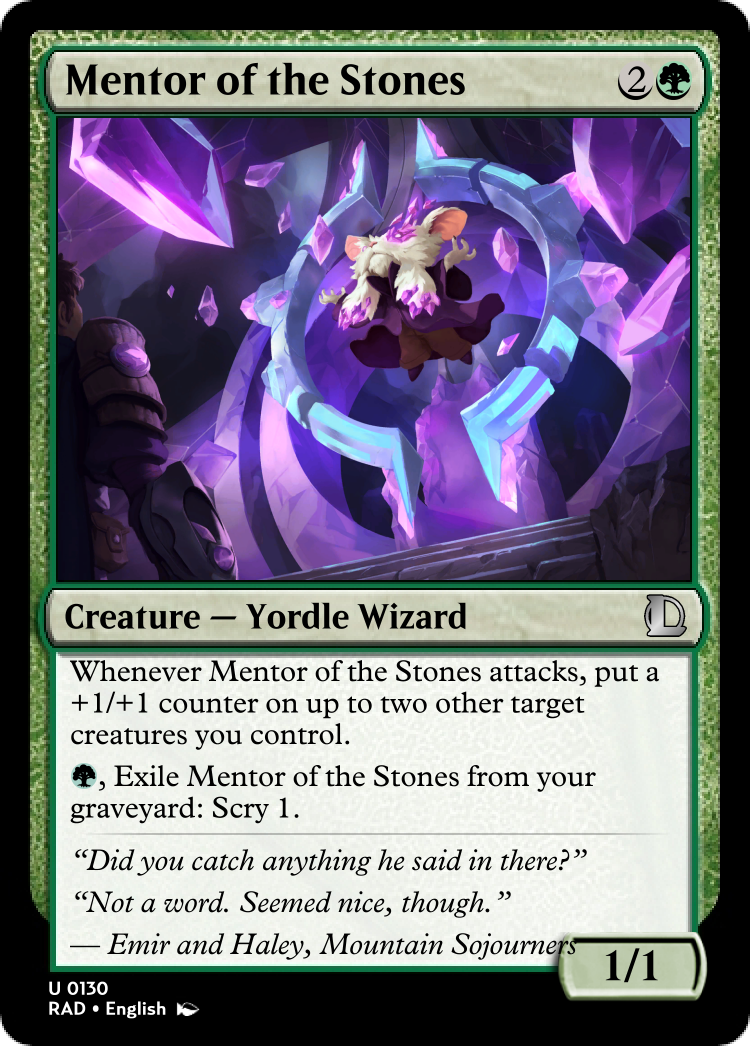 Mentor of the Stones 2
Creature — Yordle Wizard
Whenever Mentor of the Stones attacks, put a
+1/+1 counter on up to two other target
creatures you control.
, Exile Mentor of the Stones from your
graveyard: Scry 1.
“Did you catch anything he said in there?”
“Not a word. Seemed nice, though.”
— Emir and Haley, Mountain Sojourners
1/1
U 0130
RAD • English